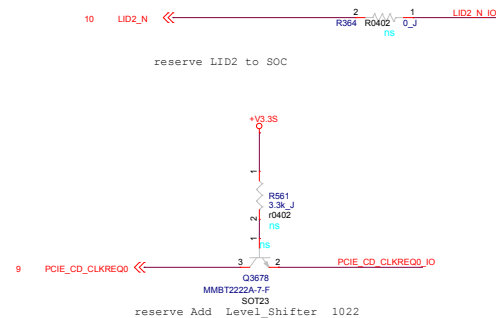 2 1 LID2_N_IO
10 LID2_N
R364 R0402 0_J
ns
reserve LID2 to SOC
+V3.3S
1
R561
3.3k_J
r0402
2
ns
1
ns
3 2
9 PCIE_CD_CLKREQ0 PCIE_CD_CLKREQ0_IO
Q3678
MMBT2222A-7-F
SOT23
reserve Add Level_Shifter 1022